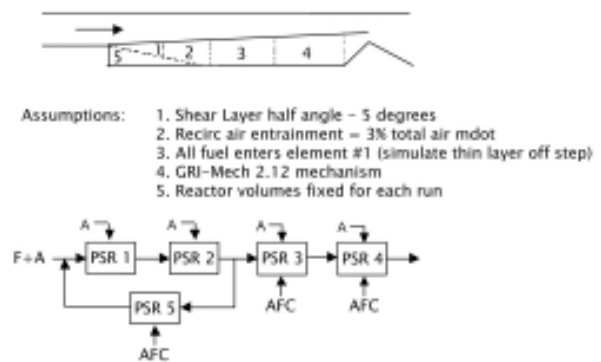 5 1 2 3 4
Assumptions: 1. Shear Layer half angle - 5 degrees
2. Recirc air entrainment = 3% total air mdot
3. All fuel enters element #1 (simulate thin layer off step)
4. GRI-Mech 2.12 mechanism
5. Reactor volumes fixed for each run
A A A A
F+A PSR 1 PSR 2 PSR 3 PSR 4
PSR 5 AFC AFC
AFC